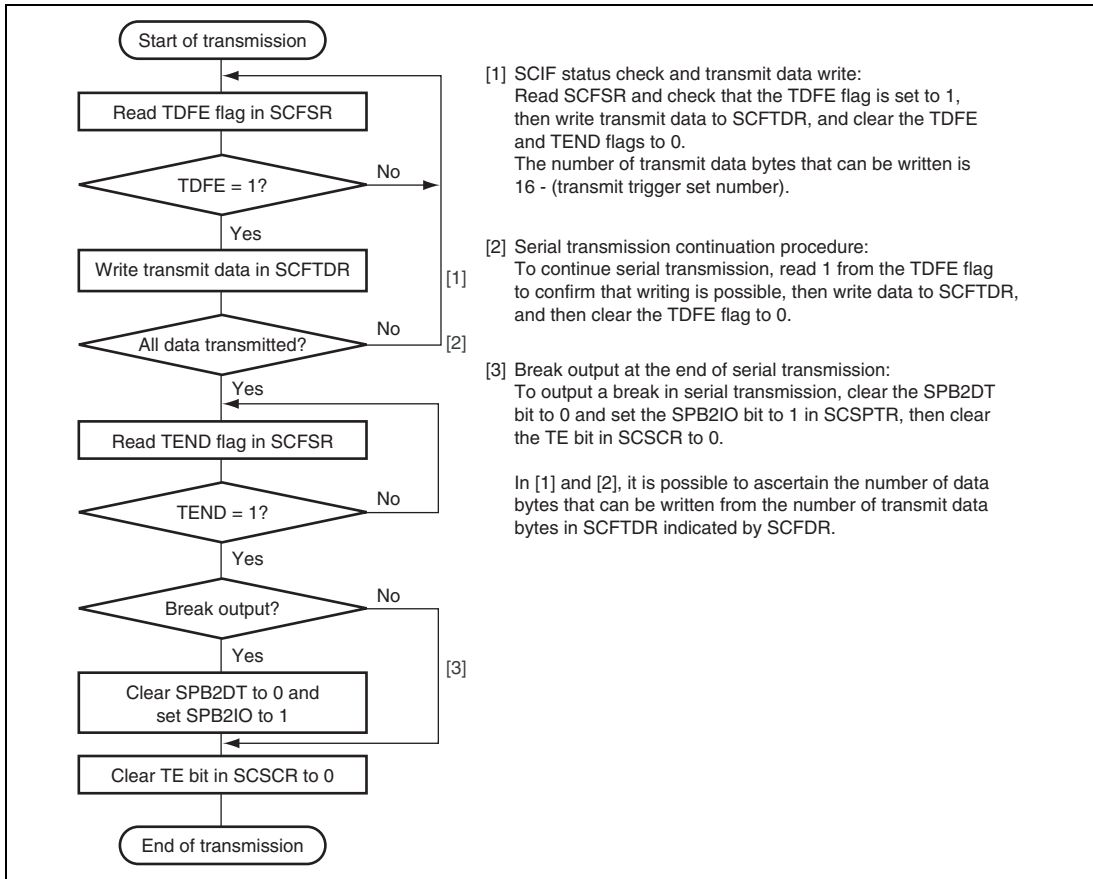 Start of transmission
Read TDFE flag in SCFSR
TDFE = 1?
No
Yes
Write transmit data in SCFTDR
[1]
All data transmitted?
No
[2]
Yes
Read TEND flag in SCFSR
TEND = 1?
No
Yes
Break output?
No
Yes
[3]
Clear SPB2DT to 0 and
set SPB2IO to 1
Clear TE bit in SCSCR to 0
End of transmission
[1] SCIF status check and transmit data write:
Read SCFSR and check that the TDFE flag is set to 1,
then write transmit data to SCFTDR, and clear the TDFE
and TEND flags to 0.
The number of transmit data bytes that can be written is
16 - (transmit trigger set number).
[2] Serial transmission continuation procedure:
To continue serial transmission, read 1 from the TDFE flag
to confirm that writing is possible, then write data to SCFTDR,
and then clear the TDFE flag to 0.
[3] Break output at the end of serial transmission:
To output a break in serial transmission, clear the SPB2DT
bit to 0 and set the SPB2IO bit to 1 in SCSPTR, then clear
the TE bit in SCSCR to 0.
In [1] and [2], it is possible to ascertain the number of data
bytes that can be written from the number of transmit data
bytes in SCFTDR indicated by SCFDR.